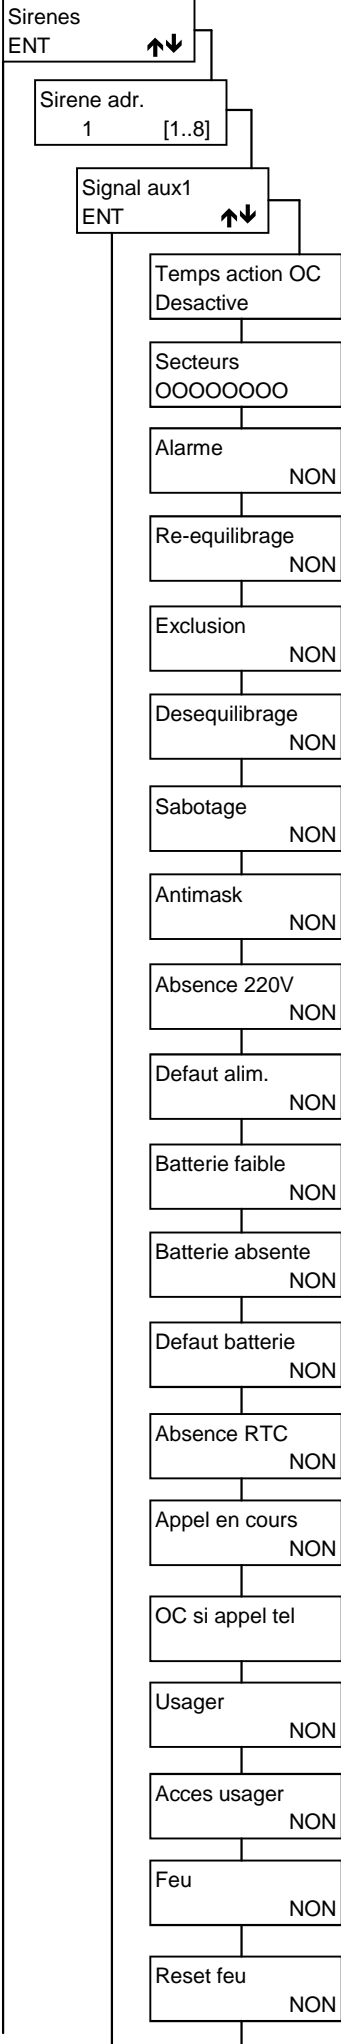 Sirenes
ENT
Sirene adr.
1 [1..8]
Signal aux1
ENT
Temps action OC
Desactive
Secteurs
OOOOOOOO
Alarme
NON
Re-equilibrage
NON
Exclusion
NON
Desequilibrage
NON
Sabotage
NON
Antimask
NON
Absence 220V
NON
Defaut alim.
NON
Batterie faible
NON
Batterie absente
NON
Defaut batterie
NON
Absence RTC
NON
Appel en cours
NON
OC si appel tel
Usager
NON
Acces usager
NON
Feu
NON
Reset feu
NON